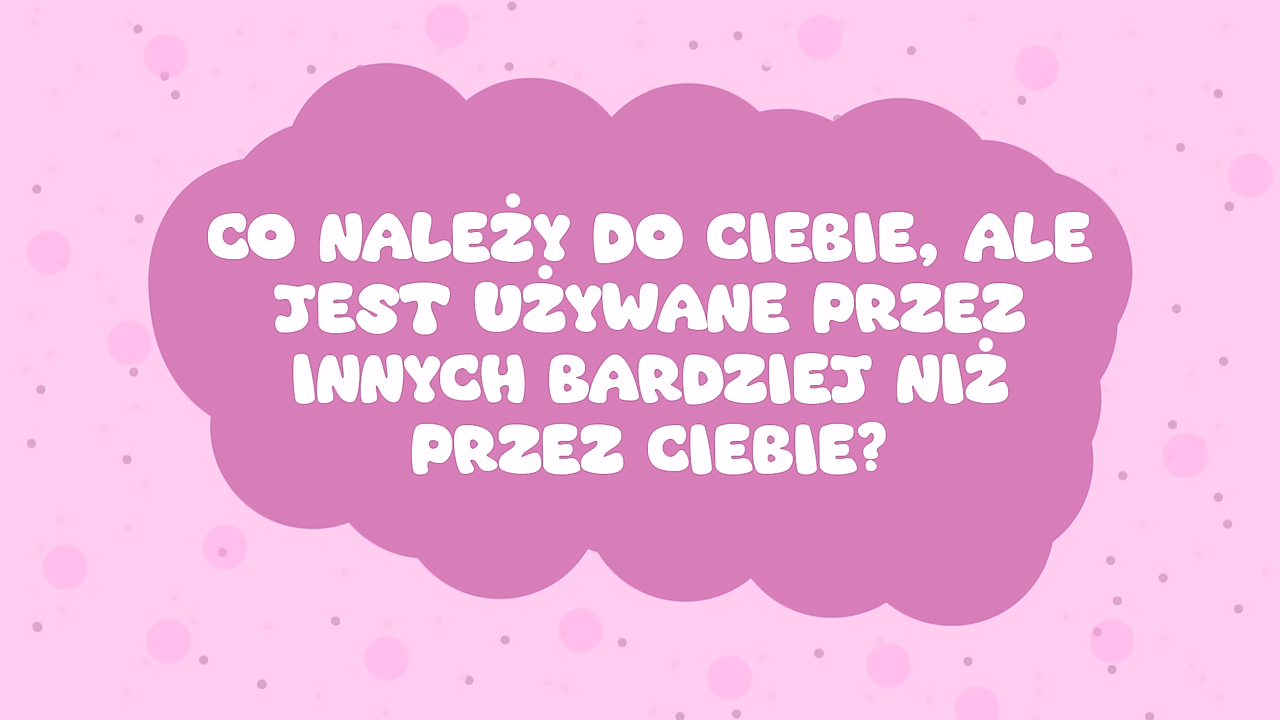 CO NALEŻY DO CIEBIE, ALE
JEST UŻYWANE PRZEZ
INNYCH BARDZIEJ NIŻ
PRZEZ CIEBIE?